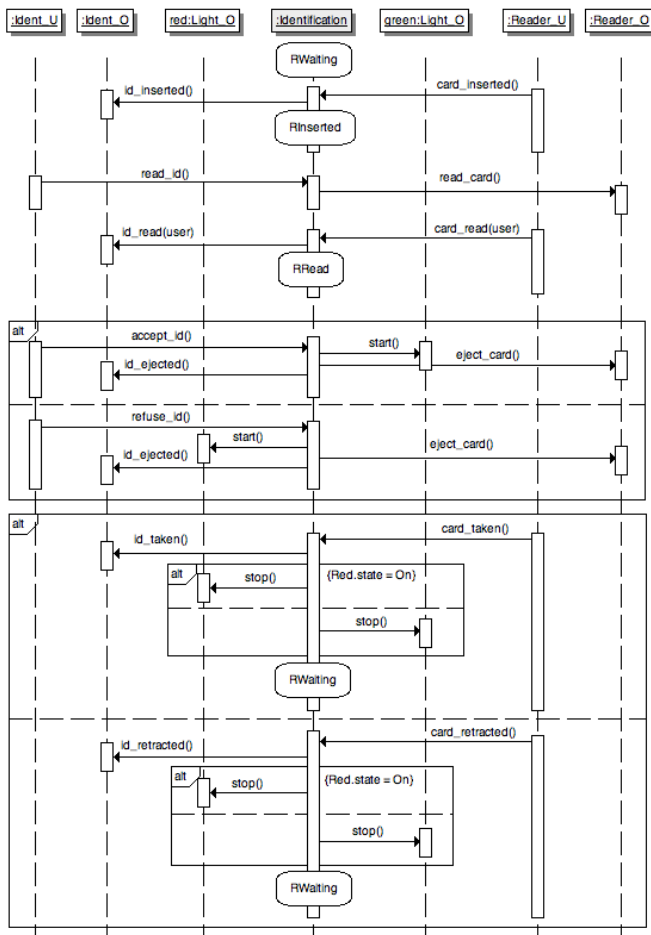 :Ident_U :Ident_O red:Light_O :Identification green:Light_O :Reader_U :Reader_O
RWaiting
id_inserted() card_inserted()
RInserted
read_id() read_card()
id_read(user) card_read(user)
RRead
alt
accept_id() start()
id_ejected() eject_card()
refuse_id()
start() eject_card()
id_ejected()
alt
id_taken() card_taken()
alt stop() {Red.state = On}
stop()
RWaiting
id_retracted() card_retracted()
alt stop() {Red.state = On}
stop()
RWaiting